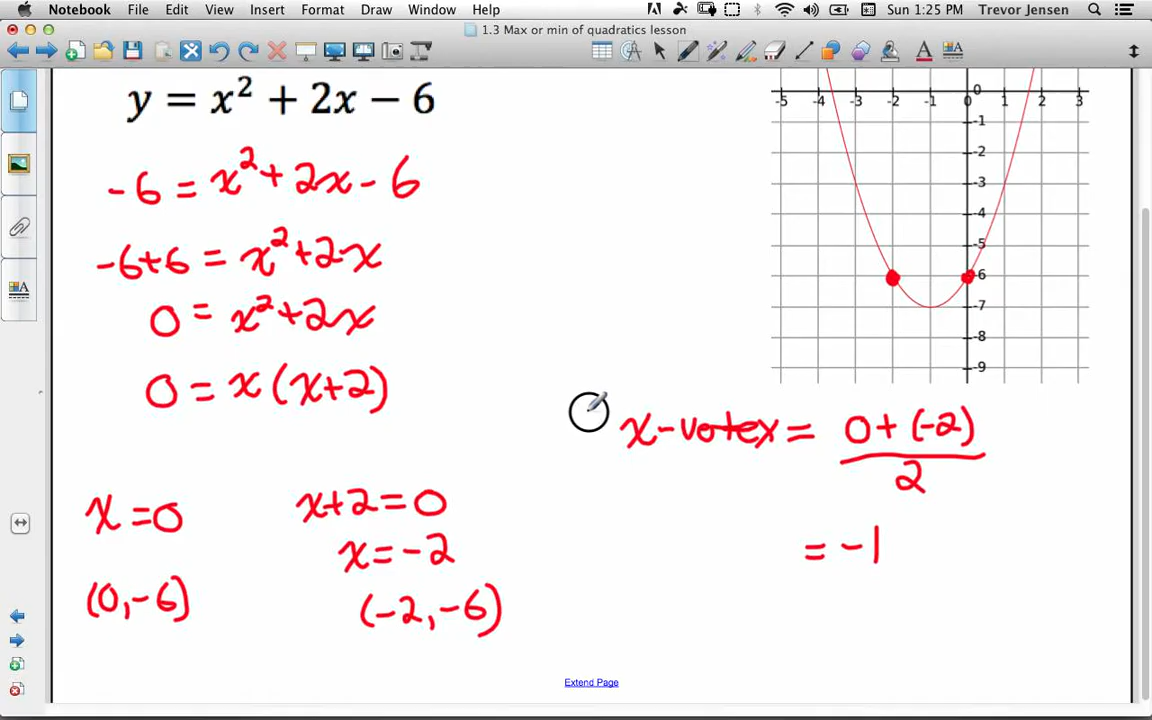 Notebook File Edit View Insert Format Draw Window Help Sun 1:25 PM Trevor Jensen
1.3 Max or min of quadratics lesson
y = x² + 2x − 6
-6 = x² + 2x - 6
-6+6 = x² + 2x
0 = x² + 2x
0 = x(x+2)
x = 0
(0, -6)
x+2 = 0
x = -2
(-2, -6)
0
-5 -4 -3 -2 -1 0 1 2 3
-1
-2
-3
-4
-5
-6
-7
-8
-9
x-vertex = 0 + (-2)
2
= -1
Extend Page